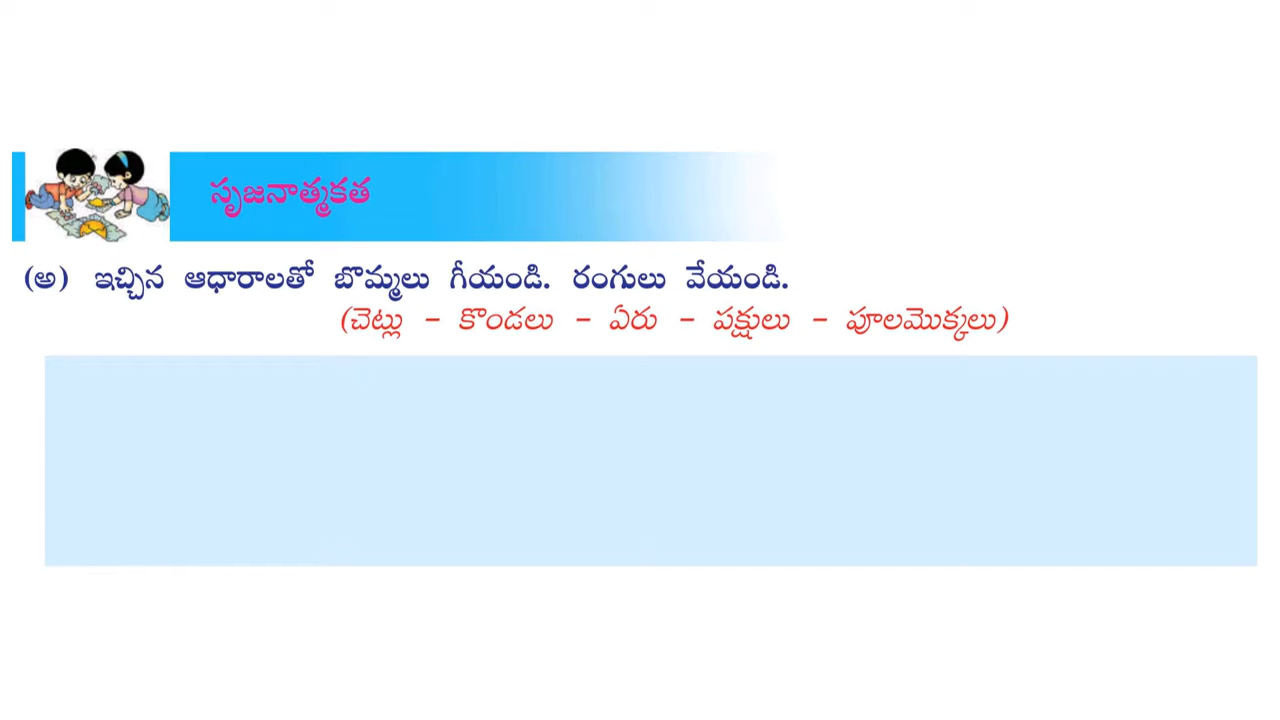 సృజనాత్మకత
(అ) ఇచ్చిన ఆధారాలతో బొమ్మలు గీయండి. రంగులు వేయండి.
(చెట్లు – కొండలు – ఏరు – పక్షులు – పూలమొక్కలు)